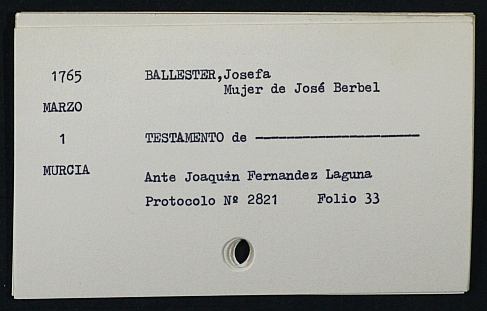 1765 BALLESTER,Josefa
Mujer de José Berbel
MARZO
1 TESTAMENTO de ————————————
MURCIA
Ante Joaquin Fernandez Laguna
Protocolo Nº 2821 Folio 33